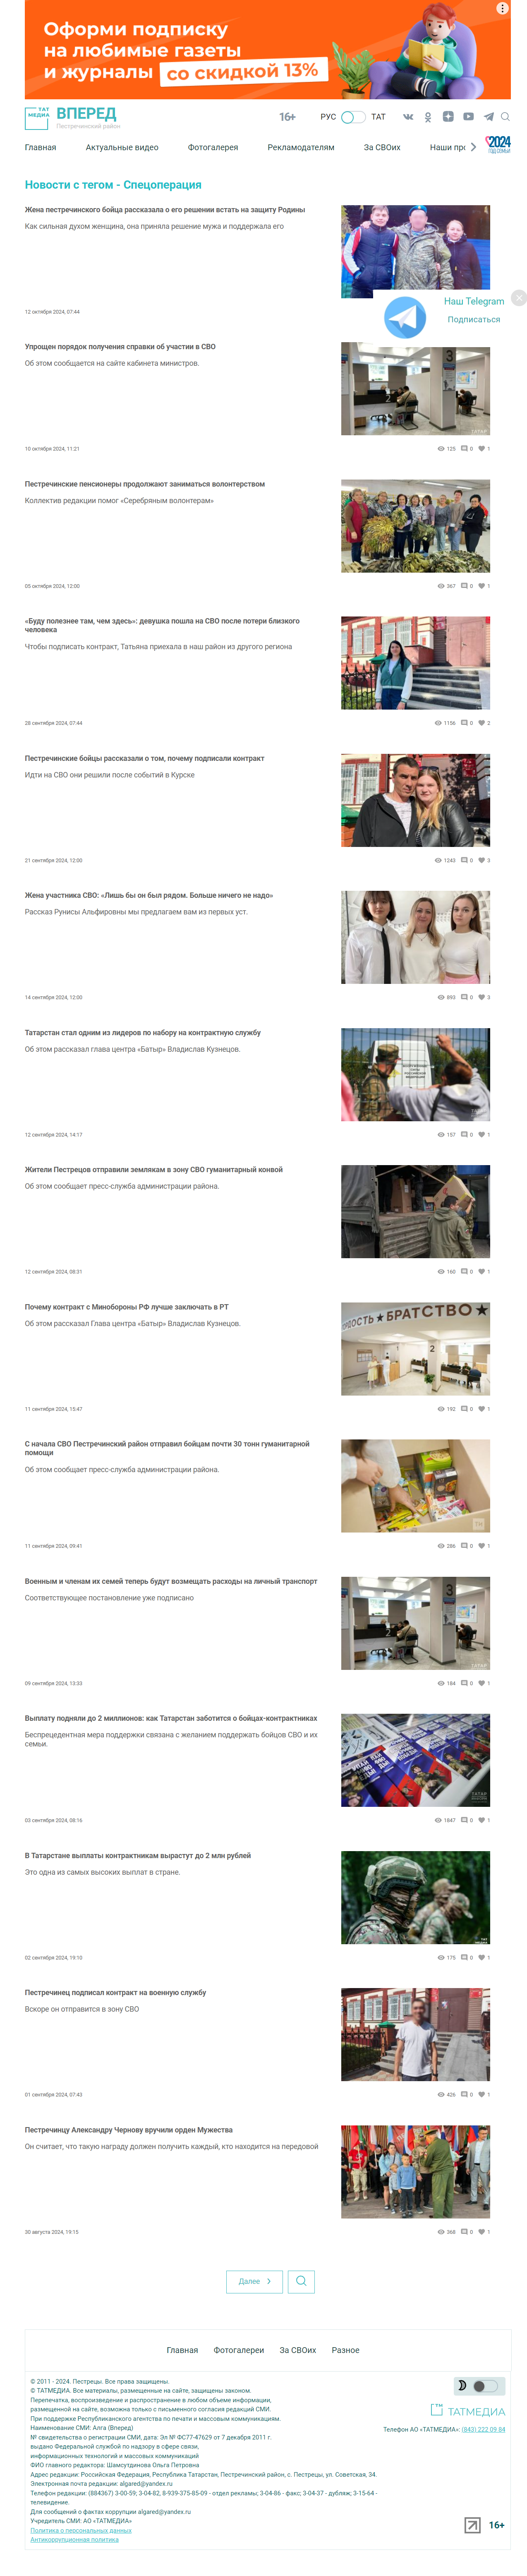 Оформи подписку
на любимые газеты
и журналы со скидкой 13%
ТАТ
МЕДИА
ВПЕРЕД
Пестречинский район
16+
РУС
ТАТ
Главная
Актуальные видео
Фотогалерея
Рекламодателям
За СВОих
Наши про
2024
ГОД СЕМЬИ
Новости с тегом - Спецоперация
Жена пестречинского бойца рассказала о его решении встать на защиту Родины
Как сильная духом женщина, она приняла решение мужа и поддержала его
12 октября 2024, 07:44
Наш Telegram
Подписаться
Упрощен порядок получения справки об участии в СВО
Об этом сообщается на сайте кабинета министров.
10 октября 2024, 11:21
125 0 1
Пестречинские пенсионеры продолжают заниматься волонтерством
Коллектив редакции помог «Серебряным волонтерам»
05 октября 2024, 12:00
367 0 1
«Буду полезнее там, чем здесь»: девушка пошла на СВО после потери близкого
человека
Чтобы подписать контракт, Татьяна приехала в наш район из другого региона
28 сентября 2024, 07:44
1156 0 2
Пестречинские бойцы рассказали о том, почему подписали контракт
Идти на СВО они решили после событий в Курске
21 сентября 2024, 12:00
1243 0 3
Жена участника СВО: «Лишь бы он был рядом. Больше ничего не надо»
Рассказ Рунисы Альфировны мы предлагаем вам из первых уст.
14 сентября 2024, 12:00
893 0 3
Татарстан стал одним из лидеров по набору на контрактную службу
Об этом рассказал глава центра «Батыр» Владислав Кузнецов.
12 сентября 2024, 14:17
157 0 1
Жители Пестрецов отправили землякам в зону СВО гуманитарный конвой
Об этом сообщает пресс-служба администрации района.
12 сентября 2024, 08:31
160 0 1
Почему контракт с Минобороны РФ лучше заключать в РТ
Об этом рассказал Глава центра «Батыр» Владислав Кузнецов.
БРАТСТВО
2
11 сентября 2024, 15:47
192 0 1
С начала СВО Пестречинский район отправил бойцам почти 30 тонн гуманитарной
помощи
Об этом сообщает пресс-служба администрации района.
11 сентября 2024, 09:41
286 0 1
Военным и членам их семей теперь будут возмещать расходы на личный транспорт
Соответствующее постановление уже подписано
09 сентября 2024, 13:33
184 0 1
Выплату подняли до 2 миллионов: как Татарстан заботится о бойцах-контрактниках
Беспрецедентная мера поддержки связана с желанием поддержать бойцов СВО и их
семьи.
03 сентября 2024, 08:16
1847 0 1
В Татарстане выплаты контрактникам вырастут до 2 млн рублей
Это одна из самых высоких выплат в стране.
02 сентября 2024, 19:10
175 0 1
Пестречинец подписал контракт на военную службу
Вскоре он отправится в зону СВО
01 сентября 2024, 07:43
426 0 1
Пестречинцу Александру Чернову вручили орден Мужества
Он считает, что такую награду должен получить каждый, кто находится на передовой
30 августа 2024, 19:15
368 0 1
Далее
Главная
Фотогалереи
За СВОих
Разное
© 2011 - 2024. Пестрецы. Все права защищены.
© ТАТМЕДИА. Все материалы, размещенные на сайте, защищены законом.
Перепечатка, воспроизведение и распространение в любом объеме информации,
размещенной на сайте, возможна только с письменного согласия редакций СМИ.
При поддержке Республиканского агентства по печати и массовым коммуникациям.
Наименование СМИ: Алга (Вперед)
№ свидетельства о регистрации СМИ, дата: Эл № ФС77-67629 от 7 декабря 2011 г.
выдано Федеральной службой по надзору в сфере связи,
информационных технологий и массовых коммуникаций
ФИО главного редактора: Шамсутдинова Ольга Петровна
Адрес редакции: Российская Федерация, Республика Татарстан, Пестречинский район, с. Пестрецы, ул. Советская, 34.
Электронная почта редакции: algared@yandex.ru
Телефон редакции: (884367) 3-00-59; 3-04-82, 8-939-375-85-09 - отдел рекламы; 3-04-86 - факс; 3-04-37 - дубляж; 3-15-64 -
телевидение.
Для сообщений о фактах коррупции algared@yandex.ru
Учредитель СМИ: АО «ТАТМЕДИА»
Политика о персональных данных
Антикоррупционная политика
ТАТМЕДИА
Телефон АО «ТАТМЕДИА»: (843) 222 09 84
16+